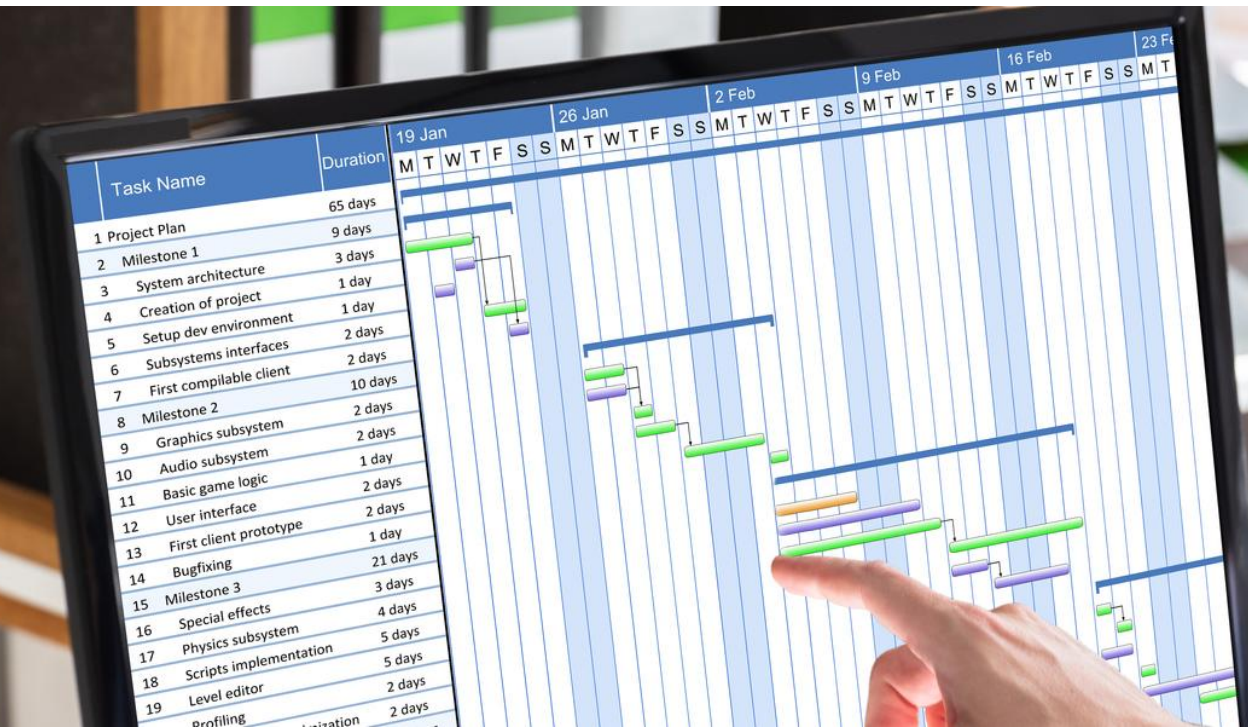 19 Jan 26 Jan 2 Feb 9 Feb 16 Feb 23
Task Name Duration M T W T F S S M T W T F S S M T W T F S S M T W T F S S M T W T F S S M T
1 Project Plan 65 days
2 Milestone 1 9 days
3 System architecture 3 days
4 Creation of project 1 day
5 Setup dev environment 1 day
6 Subsystems interfaces 2 days
7 First compilable client 2 days
8 Milestone 2 10 days
9 Graphics subsystem 2 days
10 Audio subsystem 2 days
11 Basic game logic 1 day
12 User interface 2 days
13 First client prototype 2 days
14 Bugfixing 1 day
15 Milestone 3 21 days
16 Special effects 3 days
17 Physics subsystem 4 days
18 Scripts implementation 5 days
19 Level editor 5 days
Profiling 2 days